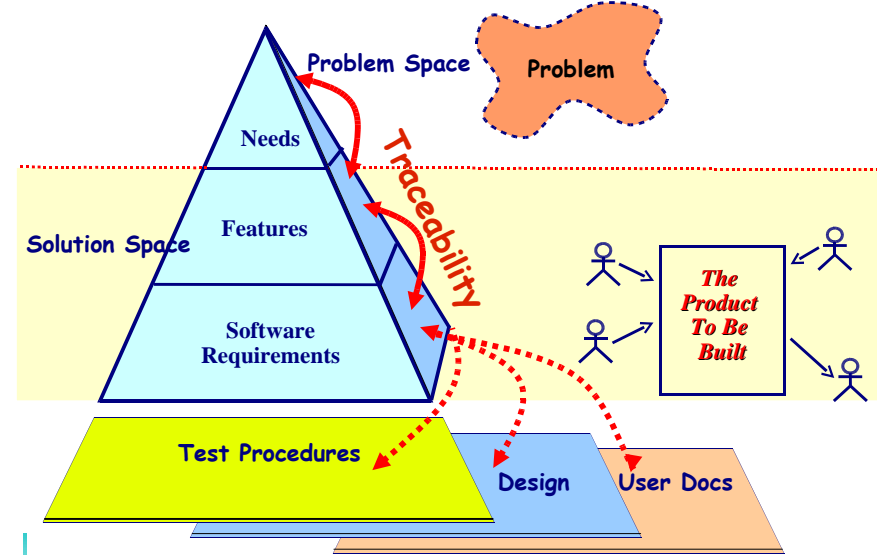 Problem Space
Problem
Needs
Traceability
Solution Space
Features
The
Product
To Be
Built
Software
Requirements
Test Procedures
Design
User Docs